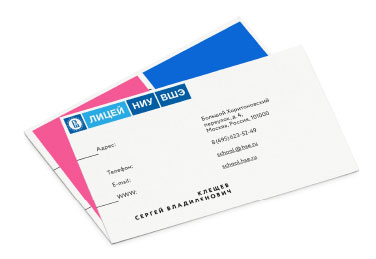 ЛИЦЕЙ НИУ ВШЭ
Адрес:
Большой Харитоньевский
переулок, д. 4,
Москва, Россия, 101000
Телефон:
8 (495) 623-52-49
E-mail:
school@hse.ru
WWW:
school.hse.ru
КЛЕЩЕВ
СЕРГЕЙ ВЛАДИЛЕНОВИЧ